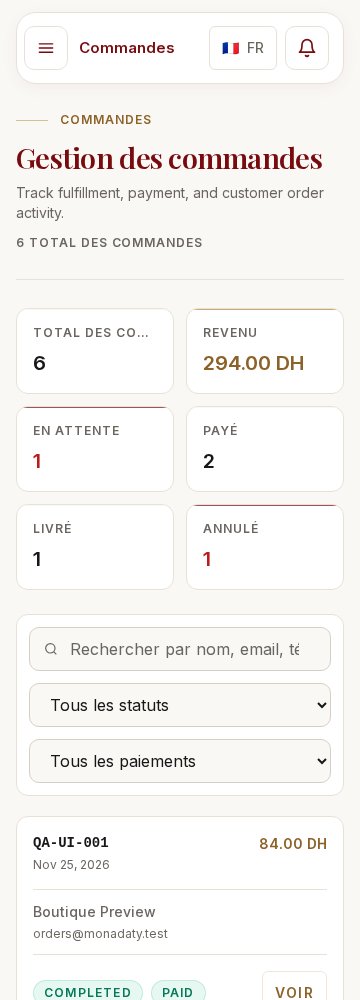 Commandes
🇫🇷 FR
COMMANDES
Gestion des commandes
Track fulfillment, payment, and customer order
activity.
6 TOTAL DES COMMANDES
TOTAL DES CO...
6
REVENU
294.00 DH
EN ATTENTE
1
PAYÉ
2
LIVRÉ
1
ANNULÉ
1
Rechercher par nom, email, té
Tous les statuts
Tous les paiements
QA-UI-001
84.00 DH
Nov 25, 2026
Boutique Preview
orders@monadaty.test
COMPLETED
PAID
VOIR